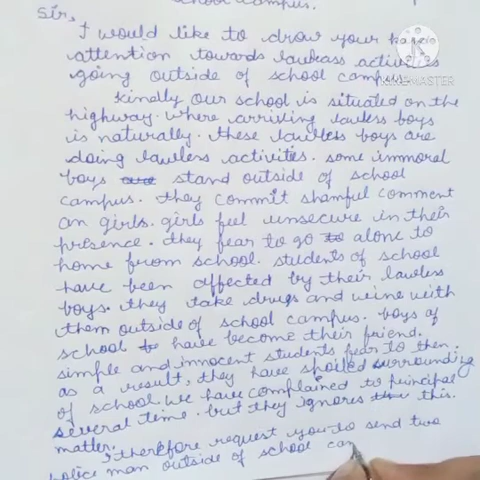 school campus.
Sir,
I would like to draw your
attention towards lawless activities
going outside of school campus.
Kindly our school is situated on the
highway. where arriving lawless boys
is naturally. these lawless boys are
doing lawless activities. some immoral
boys stand outside of school
campus. they commit shamful comment
on girls. girls feel unsecure in their
presence. they fear to go alone to
home from school. students of school
have been affected by their lawless
boys. they take drugs and wine with
them outside of school campus. boys of
school have become their friend.
simple and innocent students fear to then.
as a result, they have spoiled surrounding
of school. we have complained to principal
several time. but they ignores this.
matter.
I therefore request you to send two
police man outside of school cam